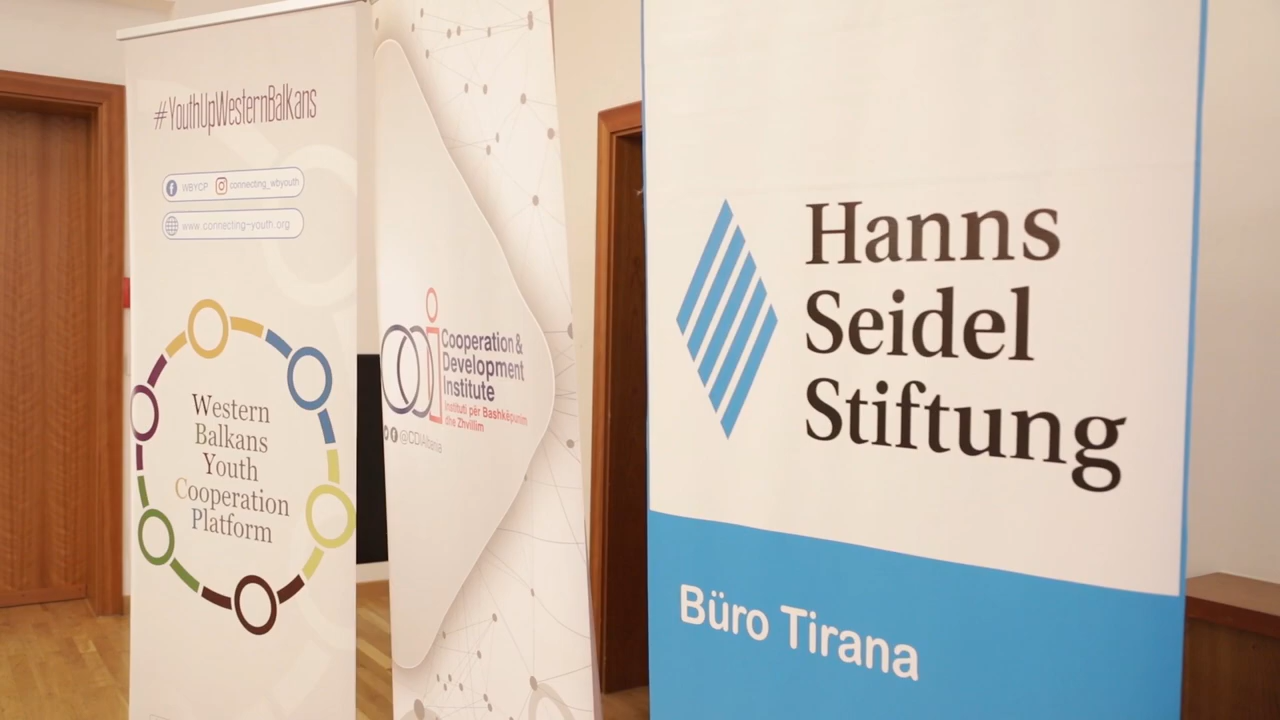 #YouthUpWesternBalkans
WBYCP connecting_wbyouth
www.connecting-youth.org
Western
Balkans
Youth
Cooperation
Platform
Cooperation &
Development
Institute
Instituti për Bashkëpunim
dhe Zhvillim
@CDIAlbania
Hanns
Seidel
Stiftung
Büro Tirana